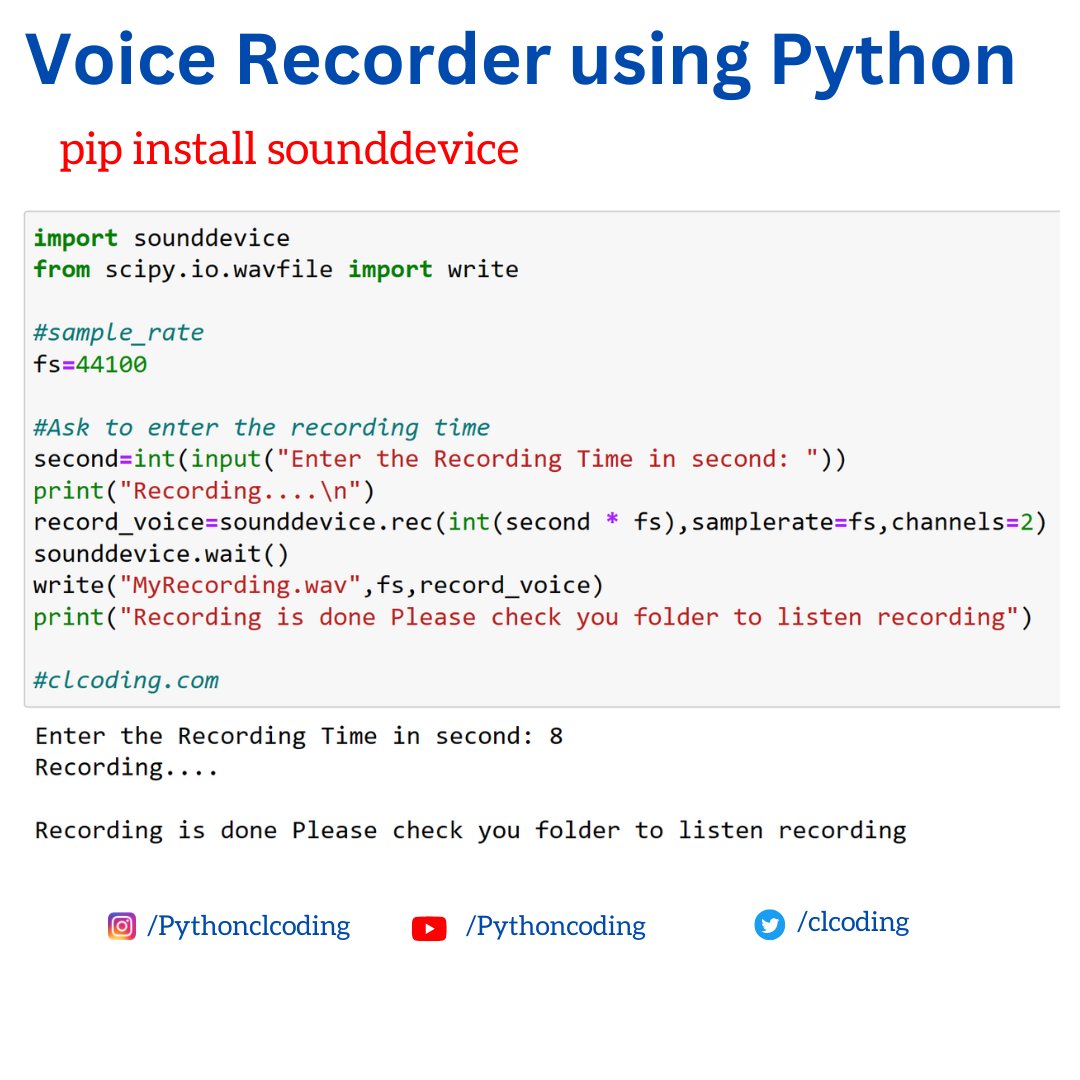 Voice Recorder using Python
pip install sounddevice
import sounddevice
from scipy.io.wavfile import write
#sample_rate
fs=44100
#Ask to enter the recording time
second=int(input("Enter the Recording Time in second: "))
print("Recording....\n")
record_voice=sounddevice.rec(int(second * fs),samplerate=fs,channels=2)
sounddevice.wait()
write("MyRecording.wav",fs,record_voice)
print("Recording is done Please check you folder to listen recording")
#clcoding.com
Enter the Recording Time in second: 8
Recording....
Recording is done Please check you folder to listen recording
/Pythonclcoding /Pythoncoding /clcoding